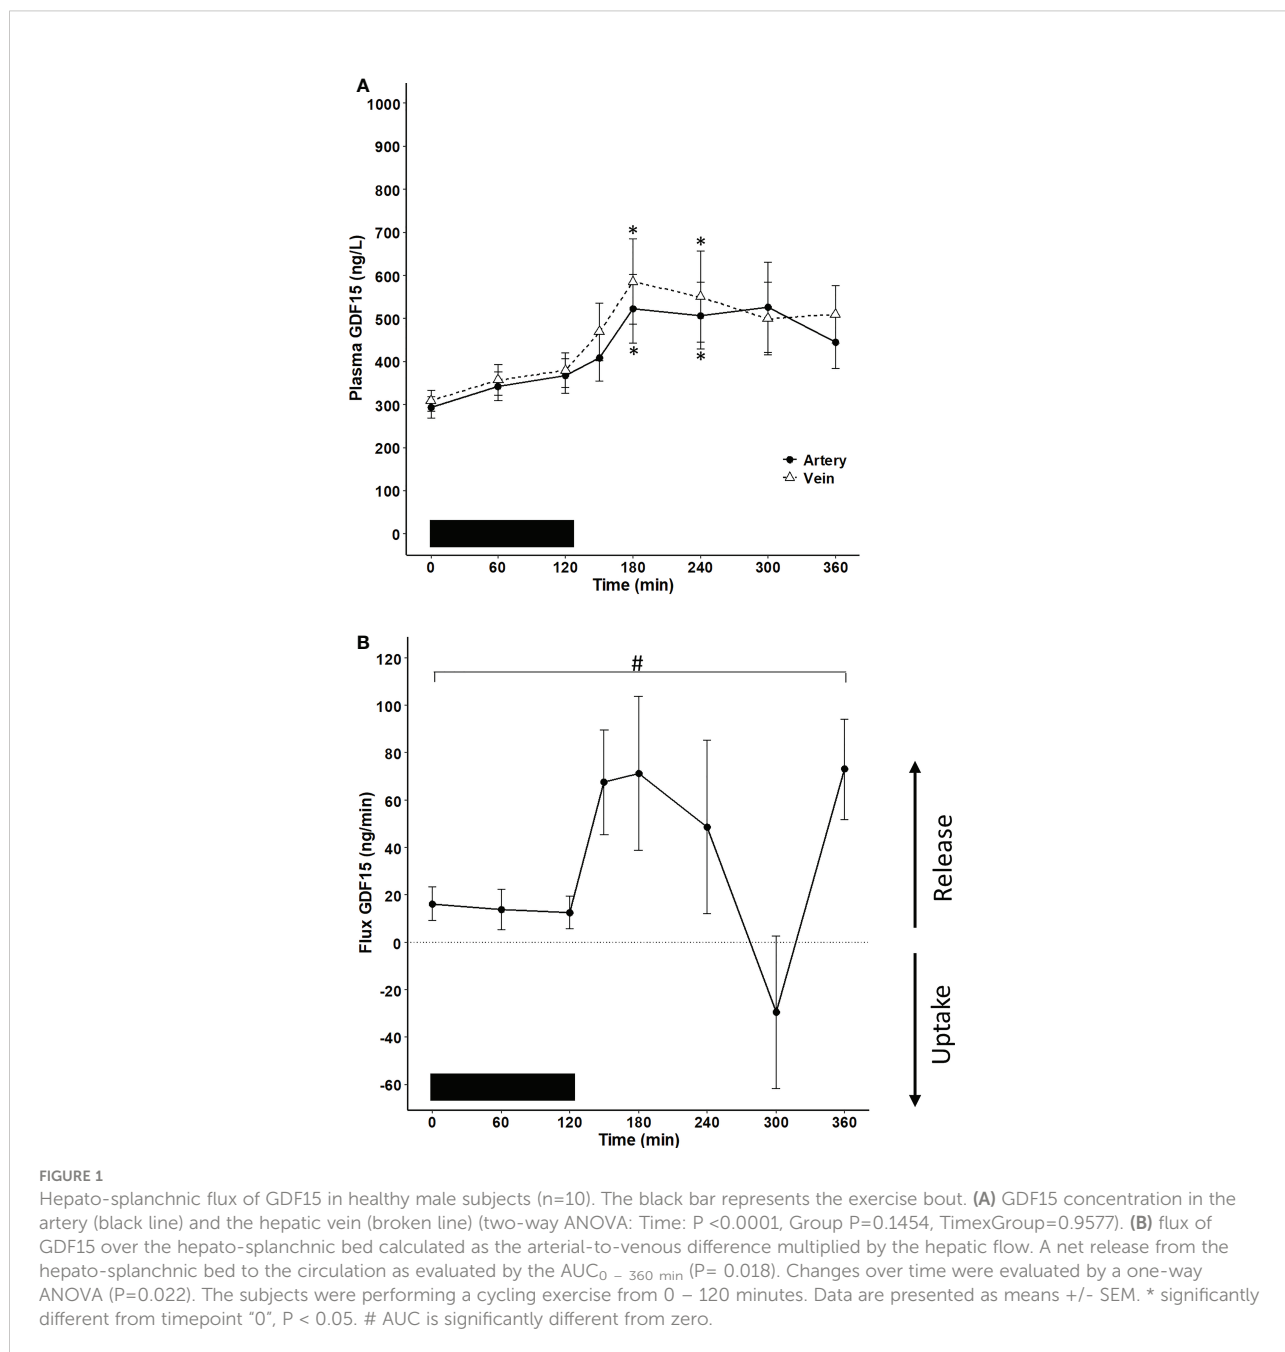 A
1000
900
800
700
600
500
400
300
200
100
0
Plasma GDF15 (ng/L)
*
*
*
*
Artery
Vein
0 60 120 180 240 300 360
Time (min)
B
120
100
80
60
40
20
0
-20
-40
-60
Flux GDF15 (ng/min)
#
Release
Uptake
0 60 120 180 240 300 360
Time (min)
FIGURE 1
Hepato-splanchnic flux of GDF15 in healthy male subjects (n=10). The black bar represents the exercise bout. (A) GDF15 concentration in the
artery (black line) and the hepatic vein (broken line) (two-way ANOVA: Time: P <0.0001, Group P=0.1454, TimexGroup=0.9577). (B) flux of
GDF15 over the hepato-splanchnic bed calculated as the arterial-to-venous difference multiplied by the hepatic flow. A net release from the
hepato-splanchnic bed to the circulation as evaluated by the AUC0 – 360 min (P= 0.018). Changes over time were evaluated by a one-way
ANOVA (P=0.022). The subjects were performing a cycling exercise from 0 – 120 minutes. Data are presented as means +/- SEM. * significantly
different from timepoint “0”, P < 0.05. # AUC is significantly different from zero.